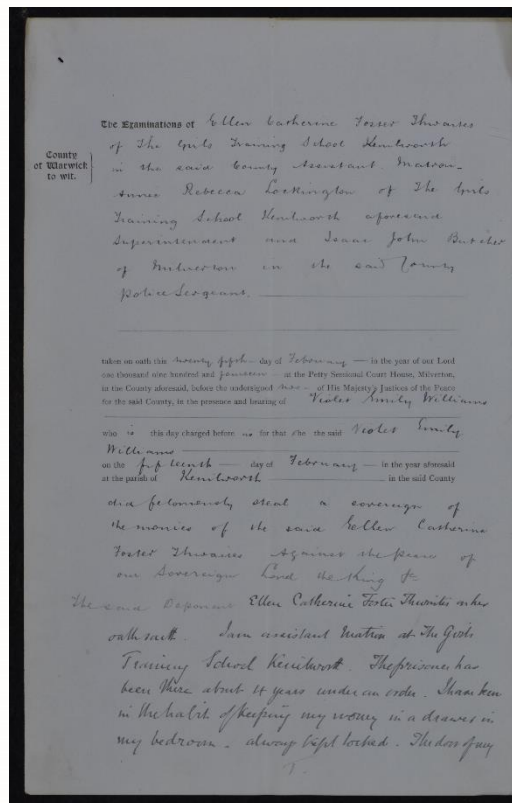 The Examinations of Ellen Catherine Foster Thwaites
of The Girls Training School Kenilworth
County
of Warwick
to wit.
in the said County Assistant Matron
Annie Rebecca Lockington of The Girls
Training School Kenilworth aforesaid
Superintendent and Isaac John Butcher
of Milverton in the said County
Police Sergeant.
taken on oath this twenty fifth day of February in the year of our Lord
one thousand nine hundred and fourteen at the Petty Sessional Court House, Milverton,
in the County aforesaid, before the undersigned two of His Majesty's Justices of the Peace
for the said County, in the presence and hearing of Violet Emily Williams
who is this day charged before us for that she the said Violet Emily
Williams
on the fifteenth day of February in the year aforesaid
at the parish of Kenilworth in the said County
did feloniously steal a sovereign of
the monies of the said Ellen Catherine
Foster Thwaites Against the peace of
our Sovereign Lord the King &c
The said Deponent Ellen Catherine Foster Thwaites on her
oath saith. I am assistant Matron at The Girls
Training School Kenilworth. The prisoner has
been there about 4 years under an order. I have been
in the habit of keeping my money in a drawer in
my bedroom. always kept locked. The door of my